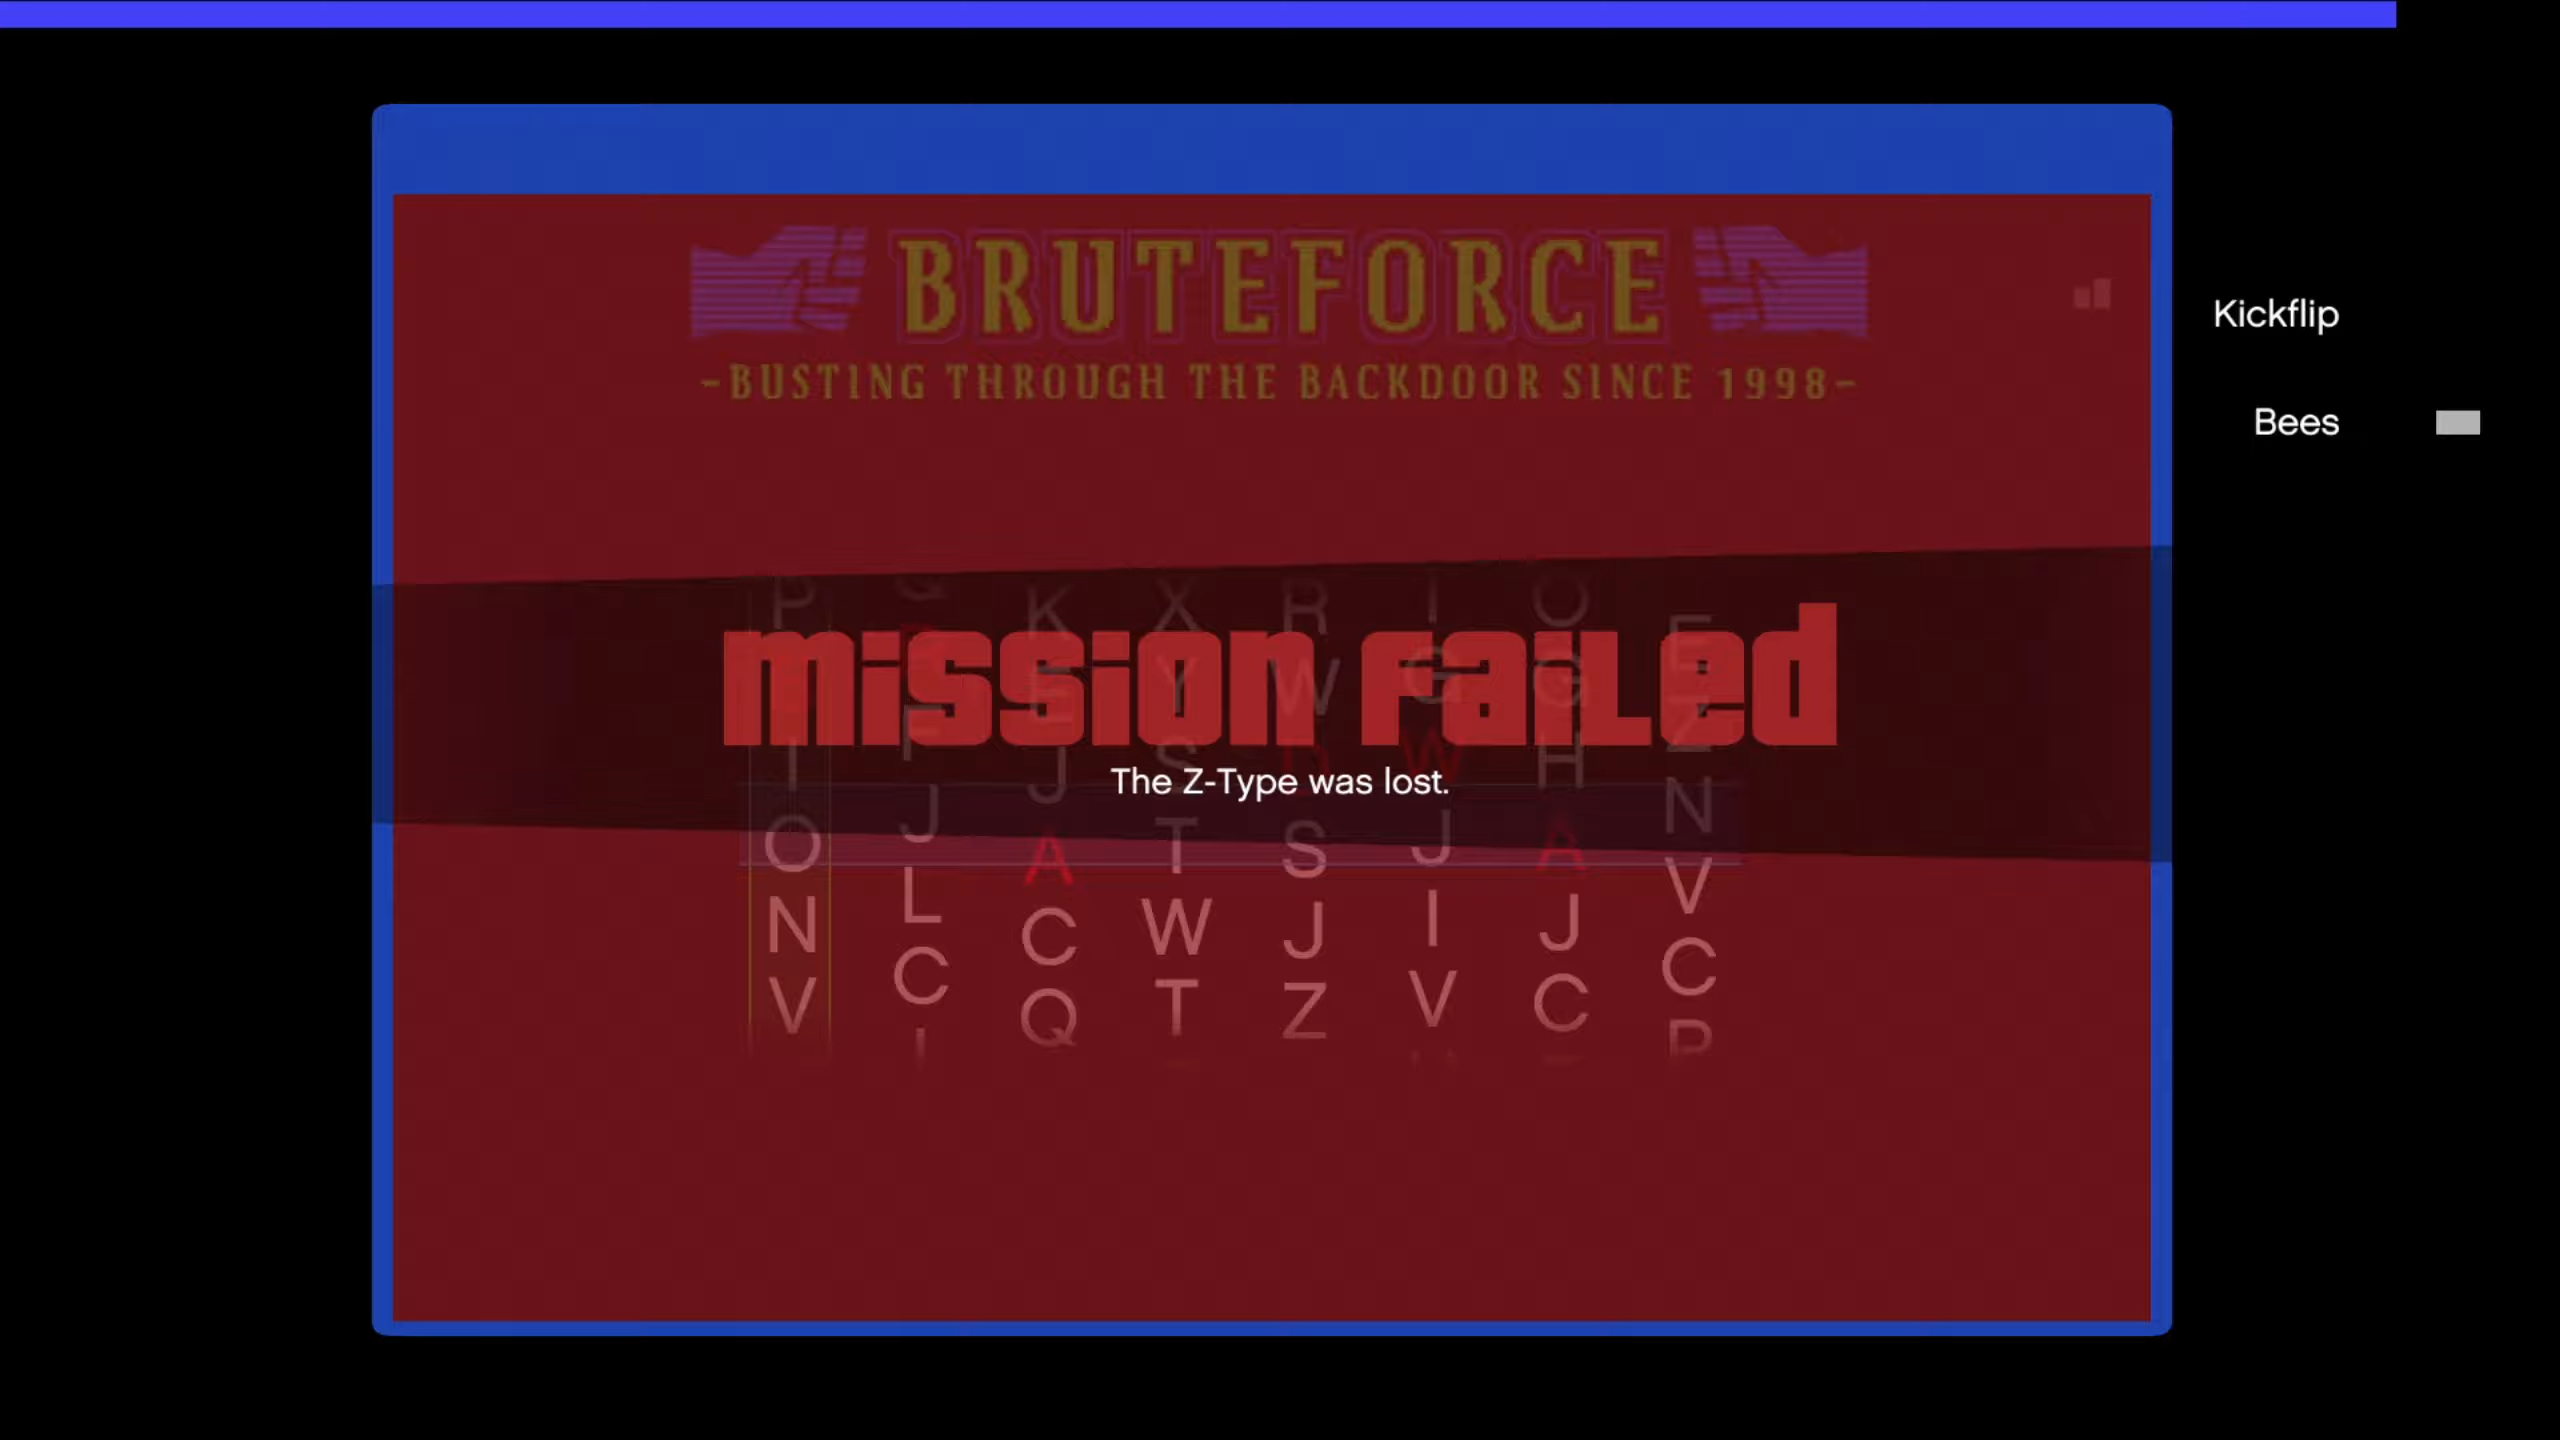 BRUTEFORCE
-BUSTING THROUGH THE BACKDOOR SINCE 1998-
Kickflip
Bees
P K X R I O E
mission failed
The Z-Type was lost.
I F J S D W H Z
O J A T S J A N
N L C W J I J V
V C Q T Z V C C